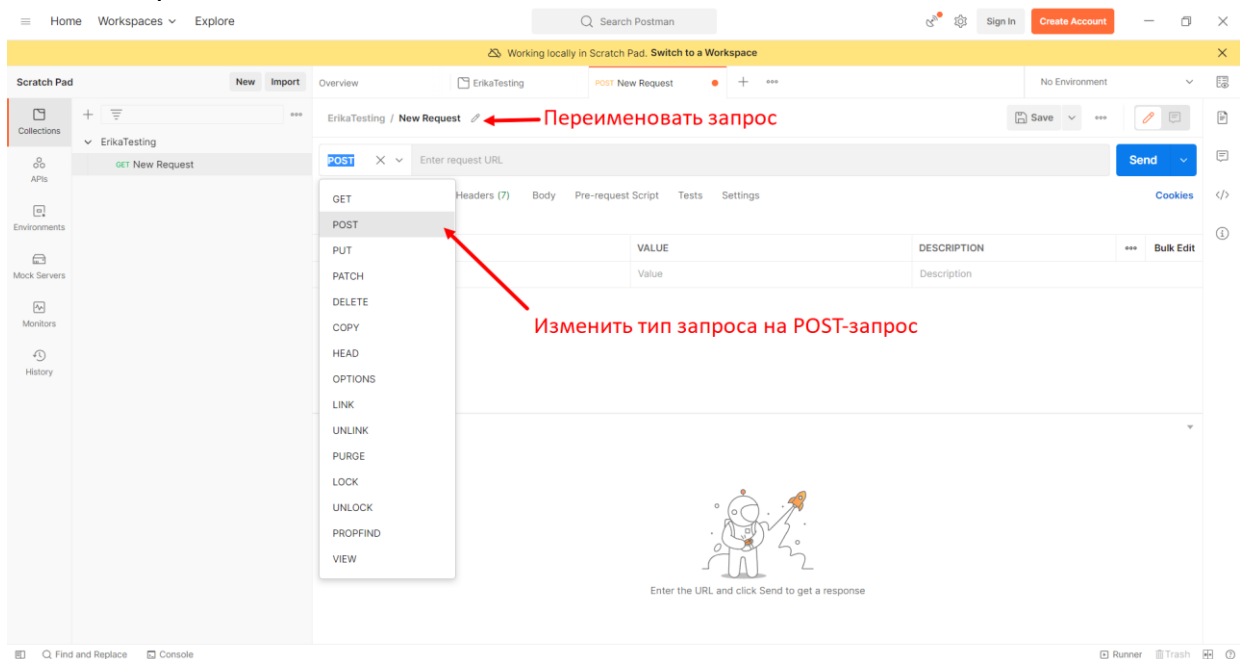 Home Workspaces Explore Search Postman Sign In Create Account
Working locally in Scratch Pad. Switch to a Workspace
Scratch Pad New Import Overview ErikaTesting POST New Request No Environment
Collections
ErikaTesting / New Request Переименовать запрос Save
ErikaTesting
GET New Request
POST Enter request URL Send
APIs
Headers (7) Body Pre-request Script Tests Settings Cookies
GET
Environments
POST
PUT VALUE DESCRIPTION Bulk Edit
Mock Servers
PATCH Value Description
DELETE
Monitors
COPY Изменить тип запроса на POST-запрос
HEAD
History
OPTIONS
LINK
UNLINK
PURGE
LOCK
UNLOCK
PROPFIND
VIEW
Enter the URL and click Send to get a response
Find and Replace Console Runner Trash